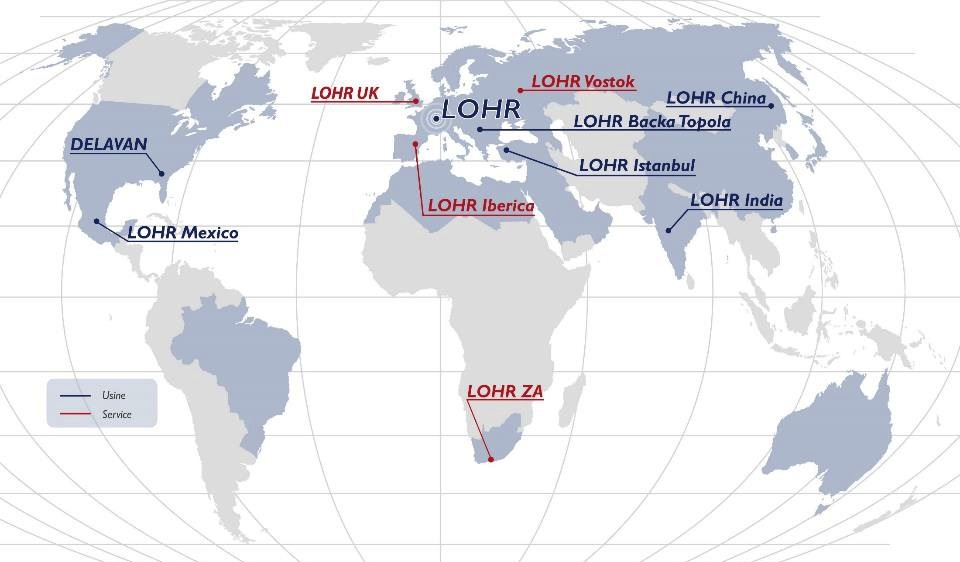 LOHR Vostok
LOHR UK
LOHR China
LOHR
LOHR Backa Topola
DELAVAN
LOHR Istanbul
LOHR Iberica
LOHR India
LOHR Mexico
LOHR ZA
Usine
Service